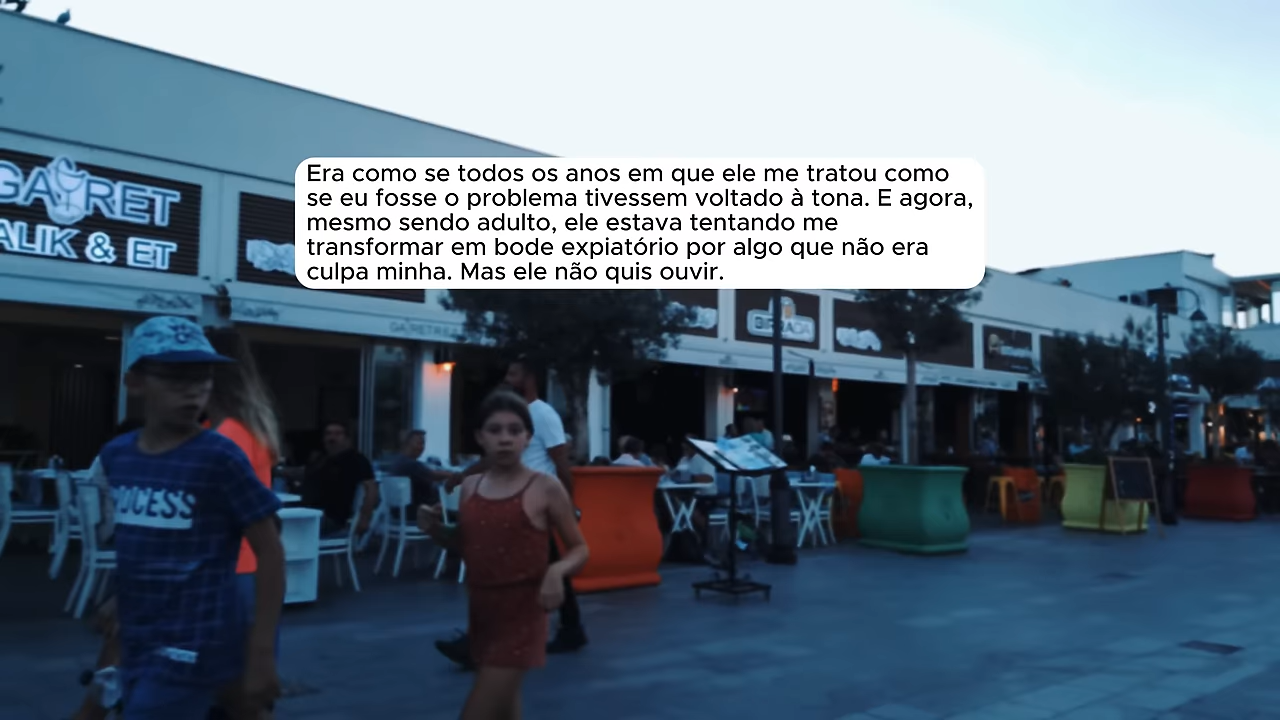 Era como se todos os anos em que ele me tratou como
se eu fosse o problema tivessem voltado à tona. E agora,
mesmo sendo adulto, ele estava tentando me
transformar em bode expiatório por algo que não era
culpa minha. Mas ele não quis ouvir.
GA RET
ALIK & ET